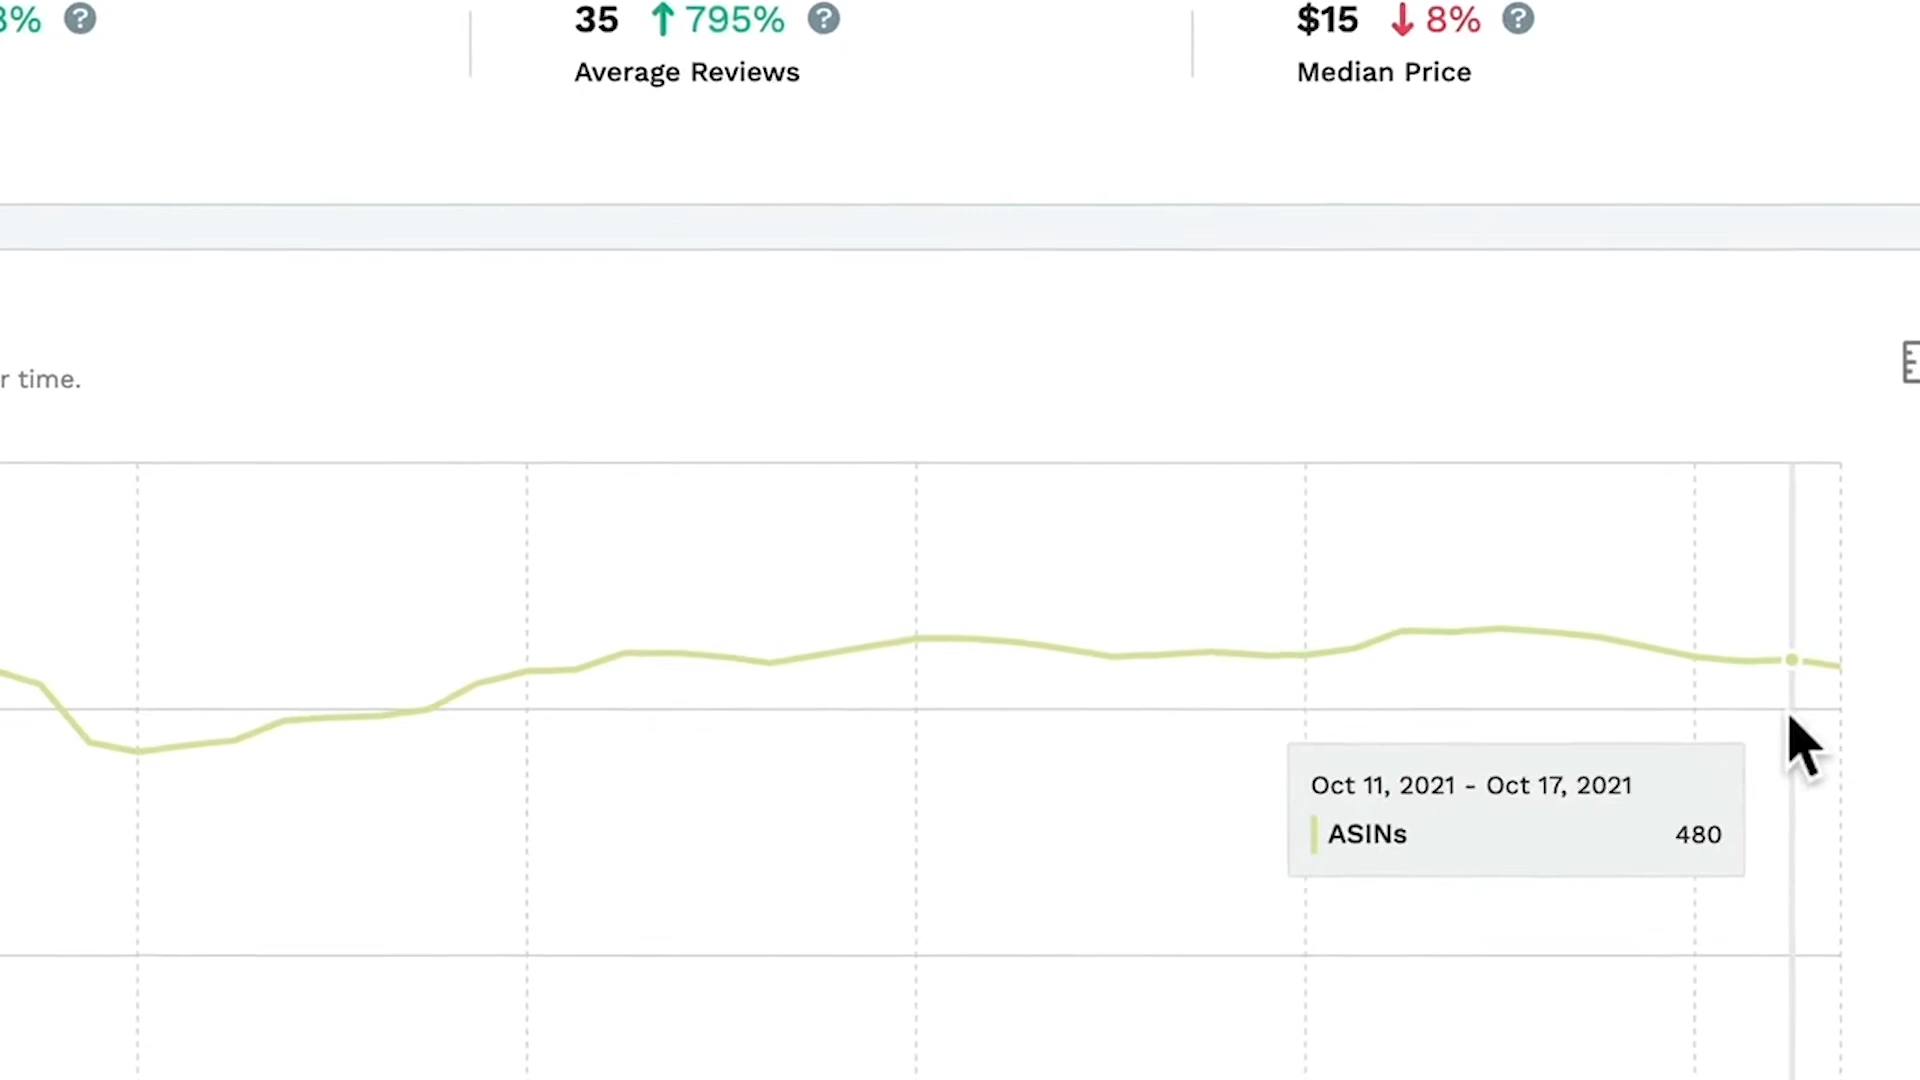 %
35 ↑ 795% ?
Average Reviews
$15 ↓ 8% ?
Median Price
r time.
Oct 11, 2021 - Oct 17, 2021
ASINs 480